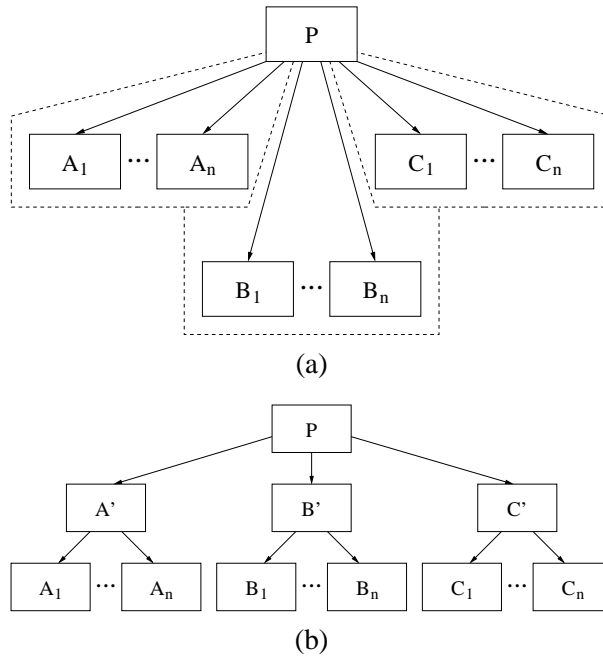 P
A1 ... An C1 ... Cn
B1 ... Bn
(a)
P
A' B' C'
A1 ... An B1 ... Bn C1 ... Cn
(b)